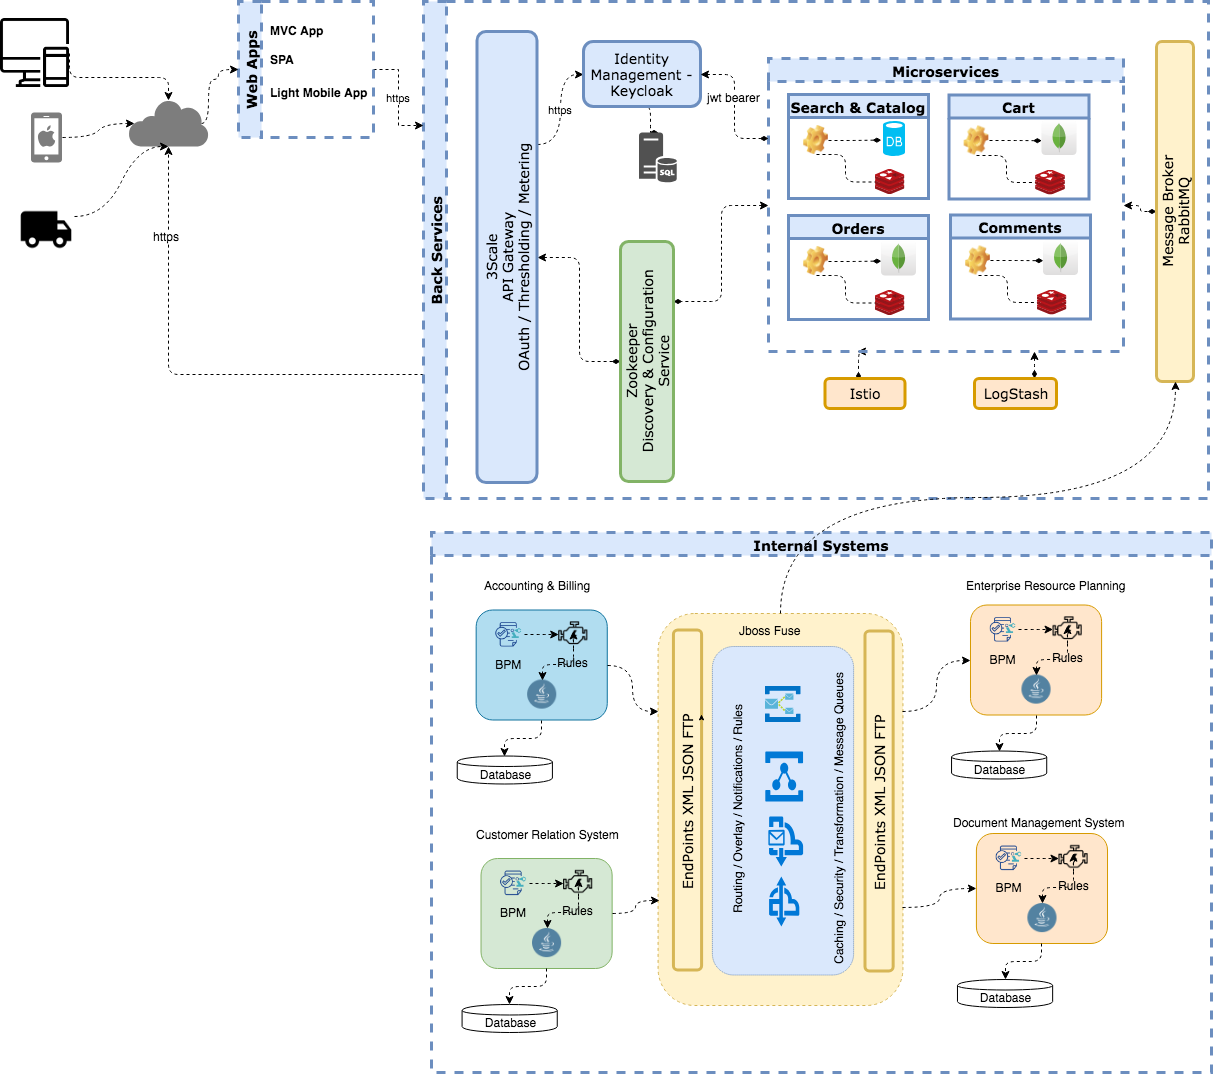 Web Apps
MVC App
SPA
Light Mobile App
https
https
Back Services
3Scale
API Gateway
OAuth / Thresholding / Metering
https
Identity
Management -
Keycloak
SQL
jwt bearer
Zookeeper
Discovery & Configuration
Service
Microservices
Search & Catalog
DB
Cart
Orders
Comments
Istio
LogStash
Message Broker
RabbitMQ
Internal Systems
Accounting & Billing
BPM
Rules
Database
Customer Relation System
BPM
Rules
Database
Jboss Fuse
EndPoints XML JSON FTP
Routing / Overlay / Notifications / Rules
Caching / Security / Transformation / Message Queues
EndPoints XML JSON FTP
Enterprise Resource Planning
BPM
Rules
Database
Document Management System
BPM
Rules
Database